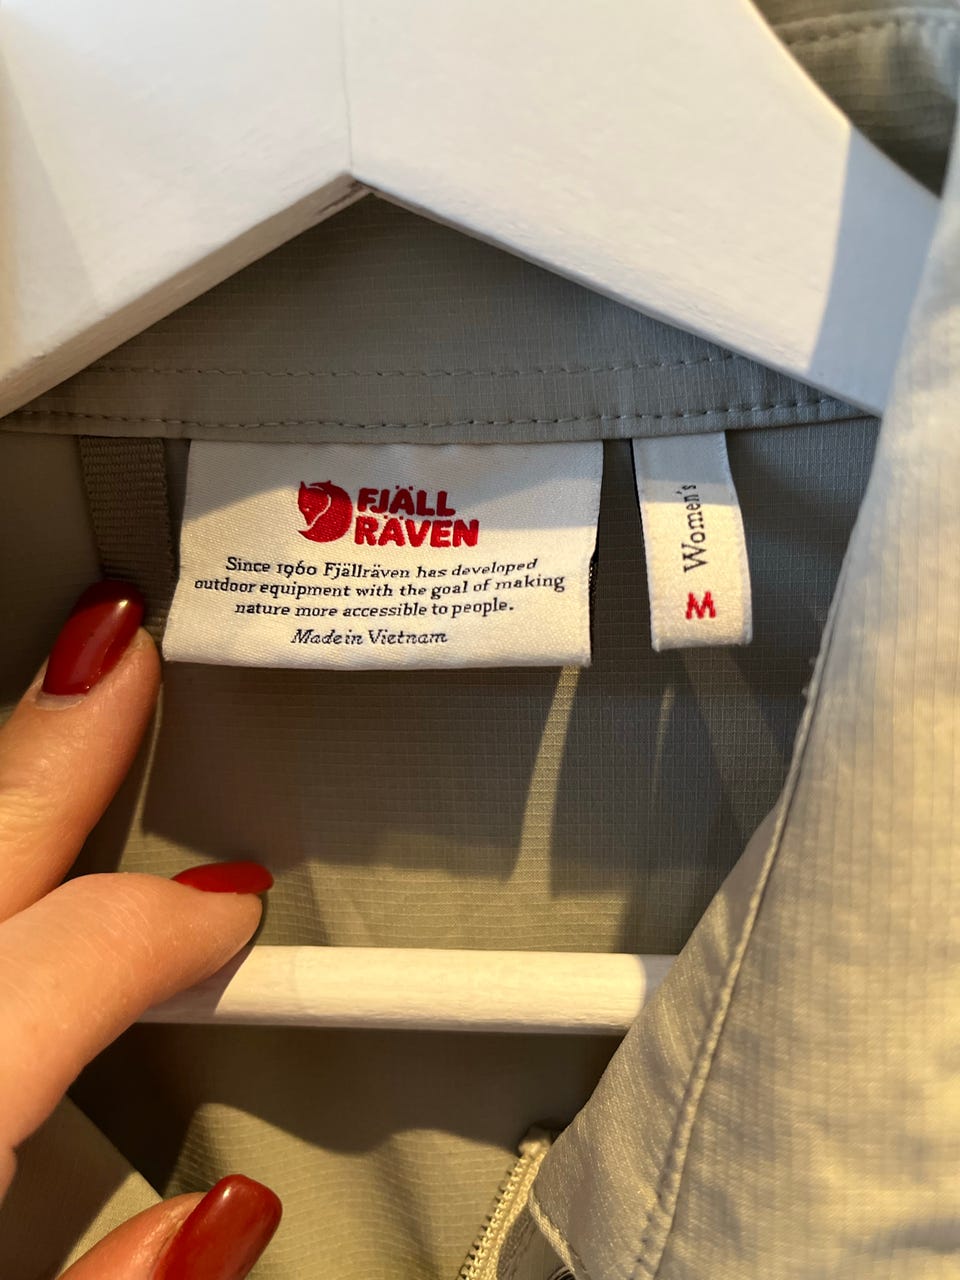 FJÄLL
RÄVEN
Since 1960 Fjällräven has developed
outdoor equipment with the goal of making
nature more accessible to people.
Made in Vietnam
Women's
M